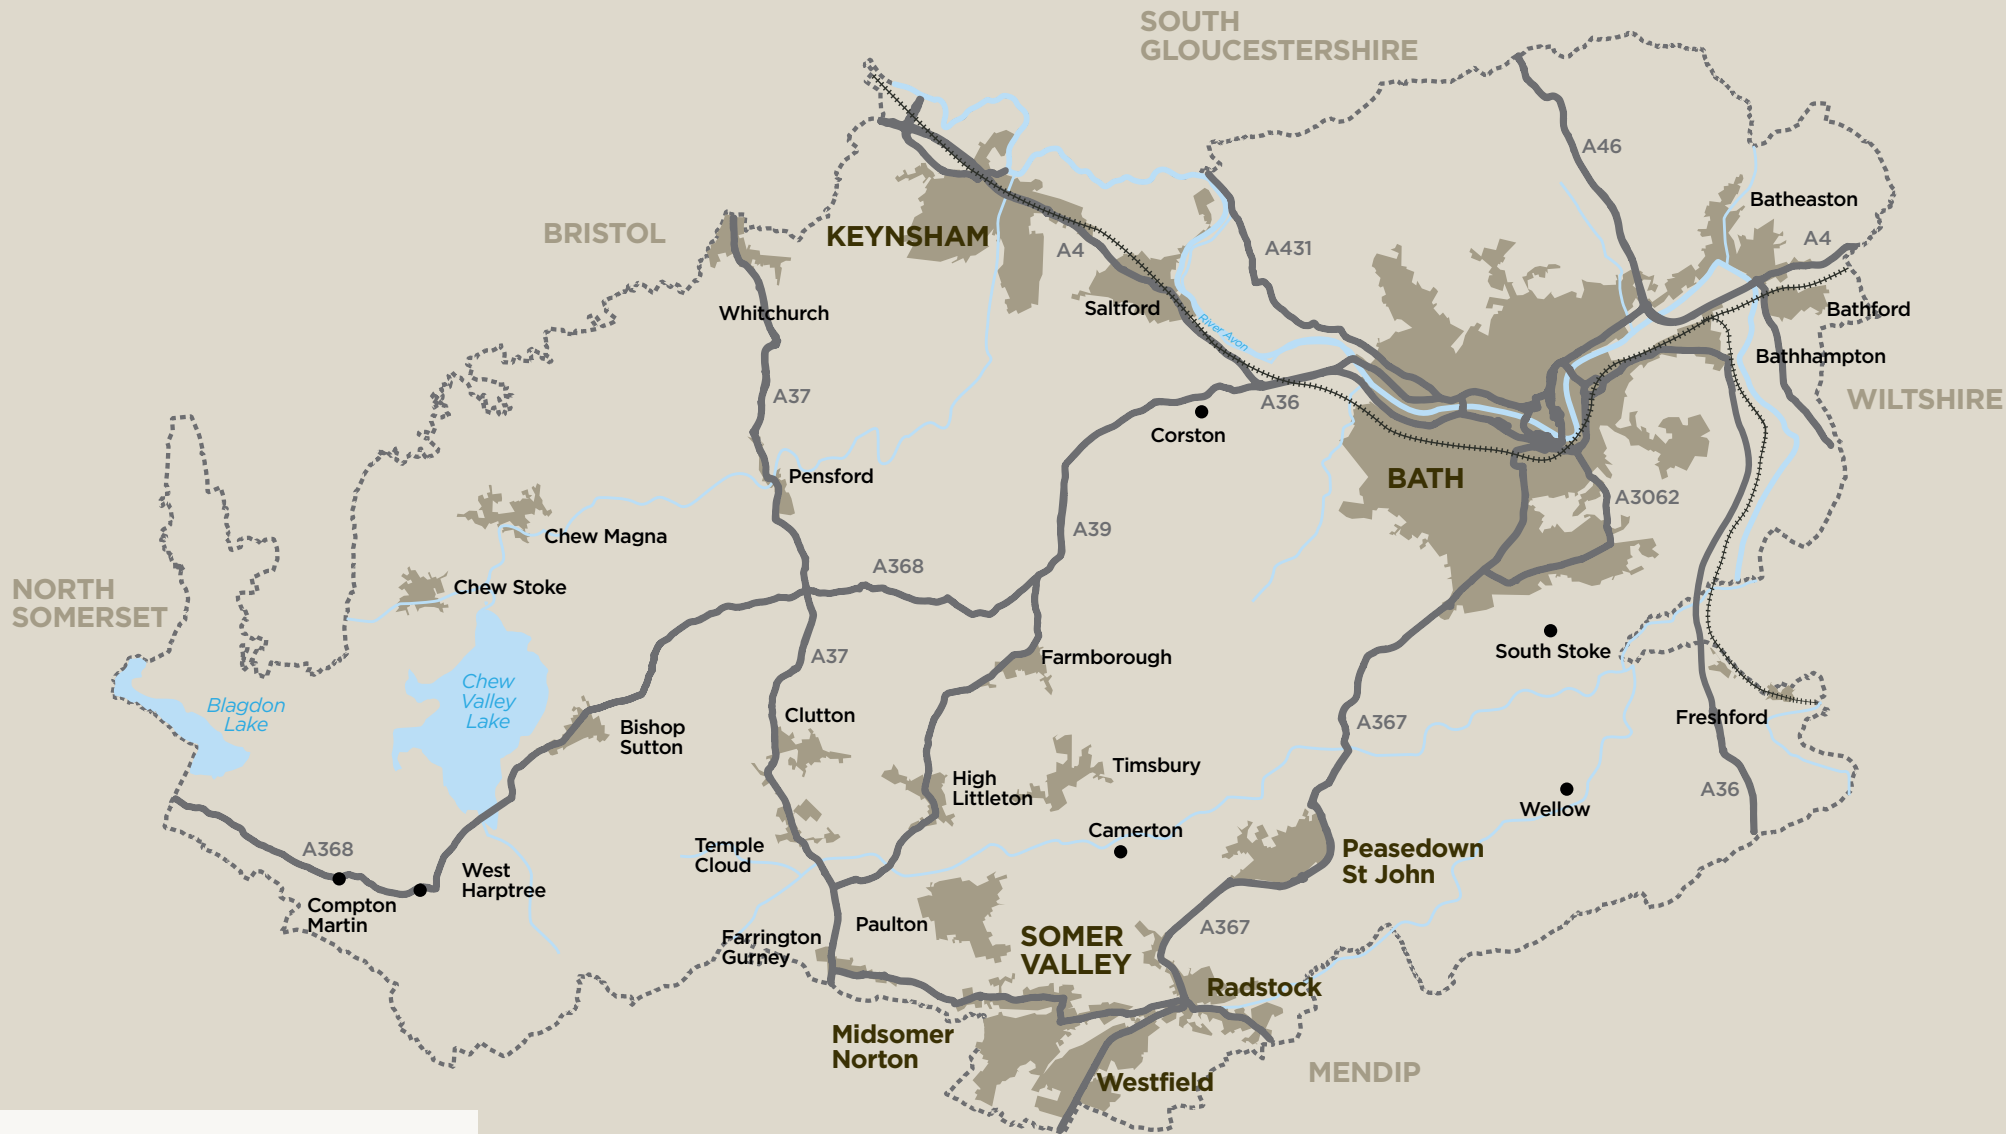 SOUTH
GLOUCESTERSHIRE
A46
Batheaston
BRISTOL
KEYNSHAM
A4
A431
A4
Whitchurch
Saltford
River Avon
Bathford
Bathhampton
A37
A36
WILTSHIRE
Corston
Pensford
BATH
A3062
Chew Magna
A39
A368
NORTH
SOMERSET
Chew Stoke
A37
Farmborough
South Stoke
Blagdon
Lake
Chew
Valley
Lake
Bishop
Sutton
Clutton
A367
Freshford
High
Littleton
Timsbury
A36
Wellow
A368
Temple
Cloud
Camerton
Peasedown
St John
West
Harptree
Compton
Martin
Farrington
Gurney
Paulton
SOMER
VALLEY
A367
Radstock
Midsomer
Norton
Westfield
MENDIP